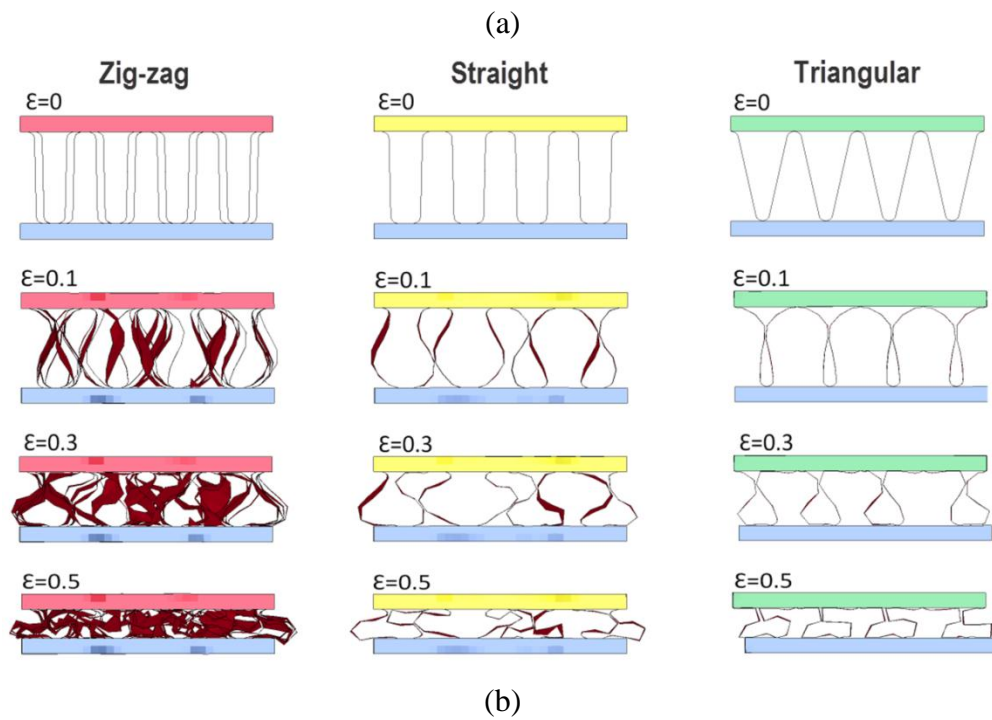 (a)
Zig-zag Straight Triangular
Ɛ=0 Ɛ=0 Ɛ=0
Ɛ=0.1 Ɛ=0.1 Ɛ=0.1
Ɛ=0.3 Ɛ=0.3 Ɛ=0.3
Ɛ=0.5 Ɛ=0.5 Ɛ=0.5
(b)